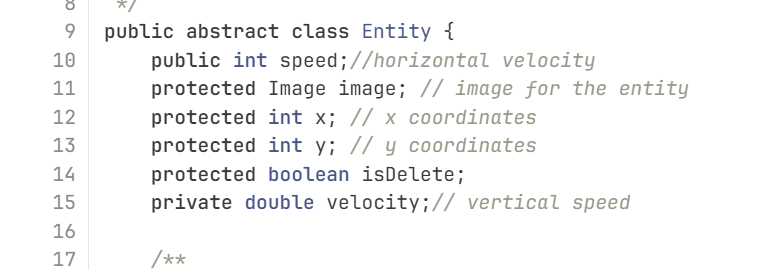 8 */
9 public abstract class Entity {
10 public int speed;//horizontal velocity
11 protected Image image; // image for the entity
12 protected int x; // x coordinates
13 protected int y; // y coordinates
14 protected boolean isDelete;
15 private double velocity;// vertical speed
16
17 /**